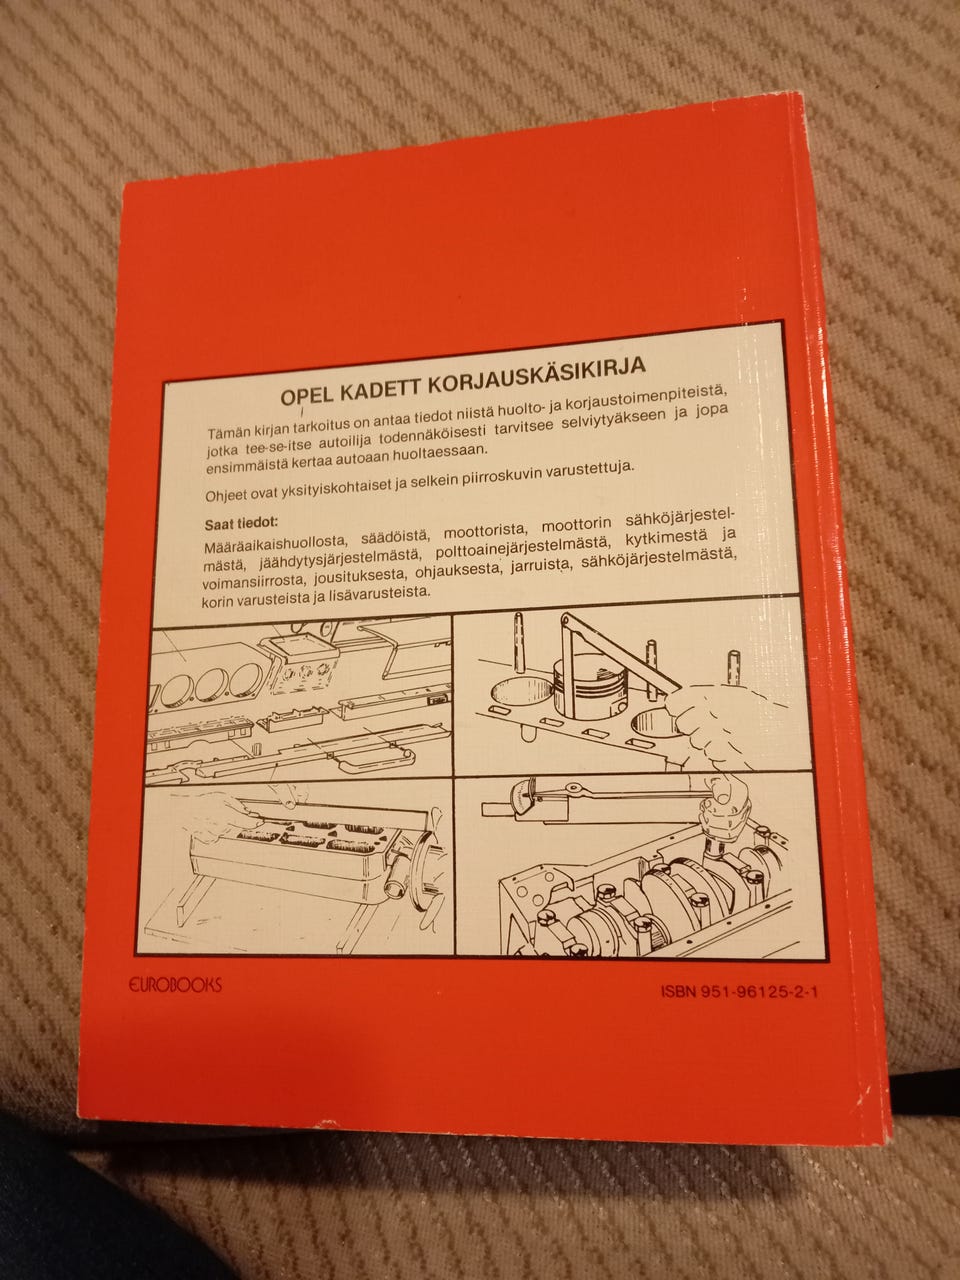 OPEL KADETT KORJAUSKÄSIKIRJA
Tämän kirjan tarkoitus on antaa tiedot niistä huolto- ja korjaustoimenpiteistä,
jotka tee-se-itse autoilija todennäköisesti tarvitsee selviytyäkseen ja jopa
ensimmäistä kertaa autoaan huoltaessaan.
Ohjeet ovat yksityiskohtaiset ja selkein piirroskuvin varustettuja.
Saat tiedot:
Määräaikaishuollosta, säädöistä, moottorista, moottorin sähköjärjestel-
mästä, jäähdytysjärjestelmästä, polttoainejärjestelmästä, kytkimestä ja
voimansiirrosta, jousituksesta, ohjauksesta, jarruista, sähköjärjestelmästä,
korin varusteista ja lisävarusteista.
EUROBOOKS
ISBN 951-96125-2-1